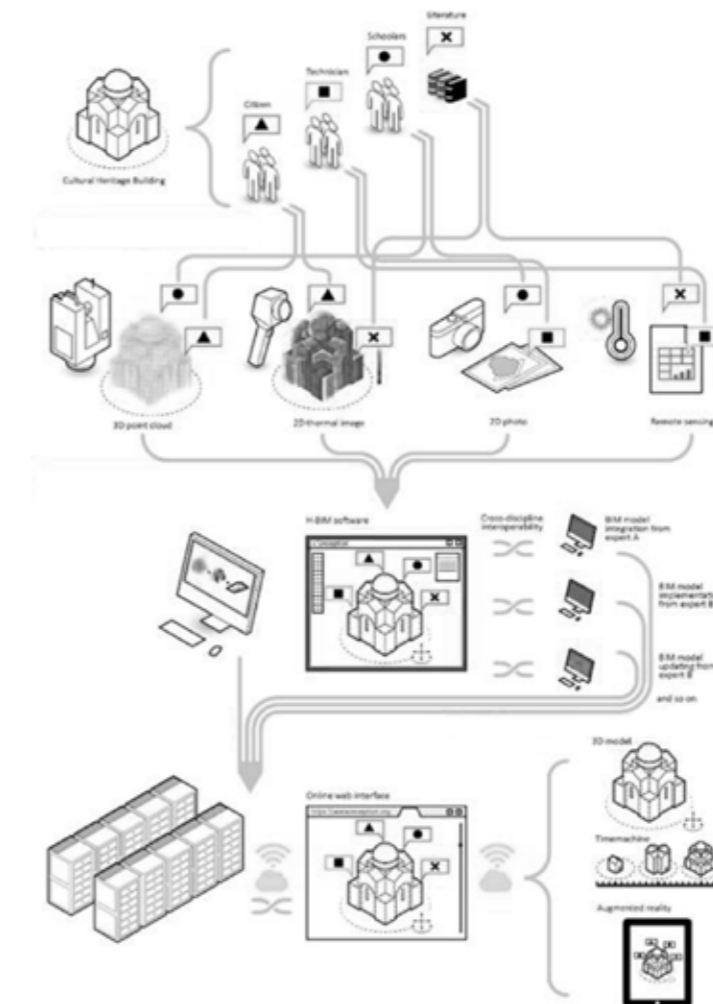 Literature
Schoolars
Technician
Citizen
Cultural Heritage Building
3D point cloud
2D thermal image
2D photo
Remote sensing
H-BIM software
Cross-discipline
interoperability
BIM model
integration from
expert A
BIM model
from expert B
BIM model
updating from
expert B
and so on
Online web interface
3D model
Timemachine
Augmented reality